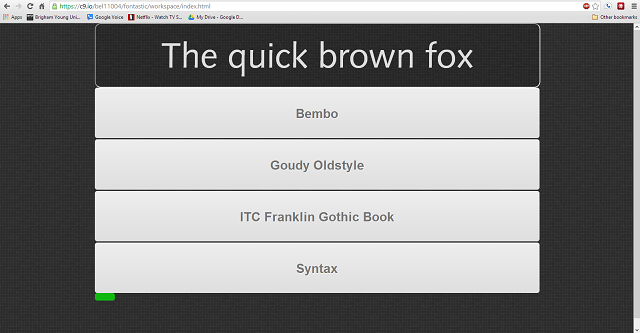 https://c9.io/bel11004/fontastic/workspace/index.html
Apps Brigham Young Uni... Google Voice Netflix - Watch TV S... My Drive - Google D... Other bookmarks
The quick brown fox
Bembo
Goudy Oldstyle
ITC Franklin Gothic Book
Syntax